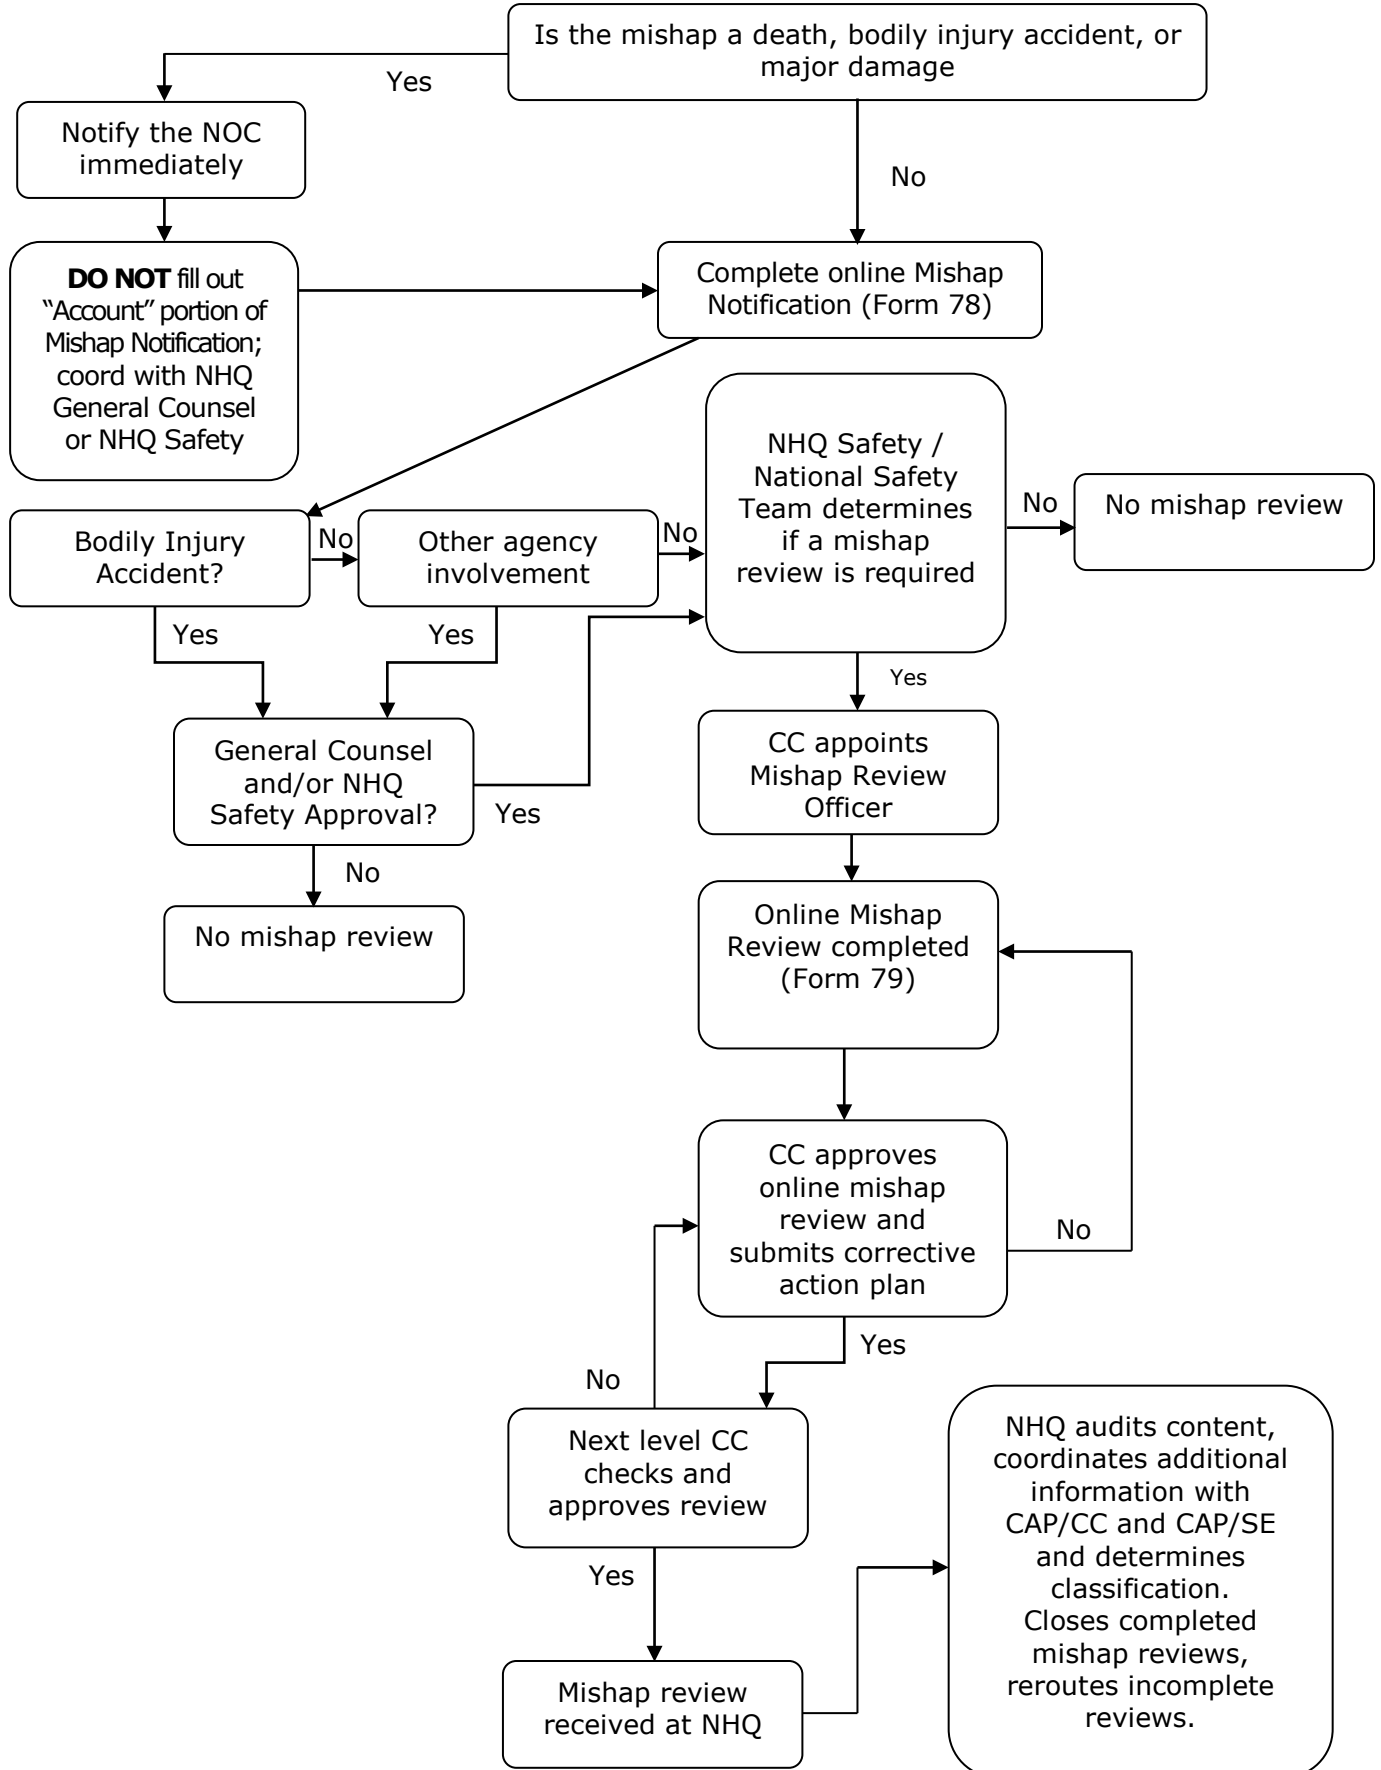 Is the mishap a death, bodily injury accident, or
major damage
Yes
Notify the NOC
immediately
No
DO NOT fill out
“Account” portion of
Mishap Notification;
coord with NHQ
General Counsel
or NHQ Safety
Complete online Mishap
Notification (Form 78)
NHQ Safety /
National Safety
Team determines
if a mishap
review is required
No
No mishap review
Bodily Injury
Accident?
No
Other agency
involvement
No
Yes
Yes
Yes
General Counsel
and/or NHQ
Safety Approval?
Yes
CC appoints
Mishap Review
Officer
No
No mishap review
Online Mishap
Review completed
(Form 79)
CC approves
online mishap
review and
submits corrective
action plan
No
Yes
No
Next level CC
checks and
approves review
Yes
Mishap review
received at NHQ
NHQ audits content,
coordinates additional
information with
CAP/CC and CAP/SE
and determines
classification.
Closes completed
mishap reviews,
reroutes incomplete
reviews.